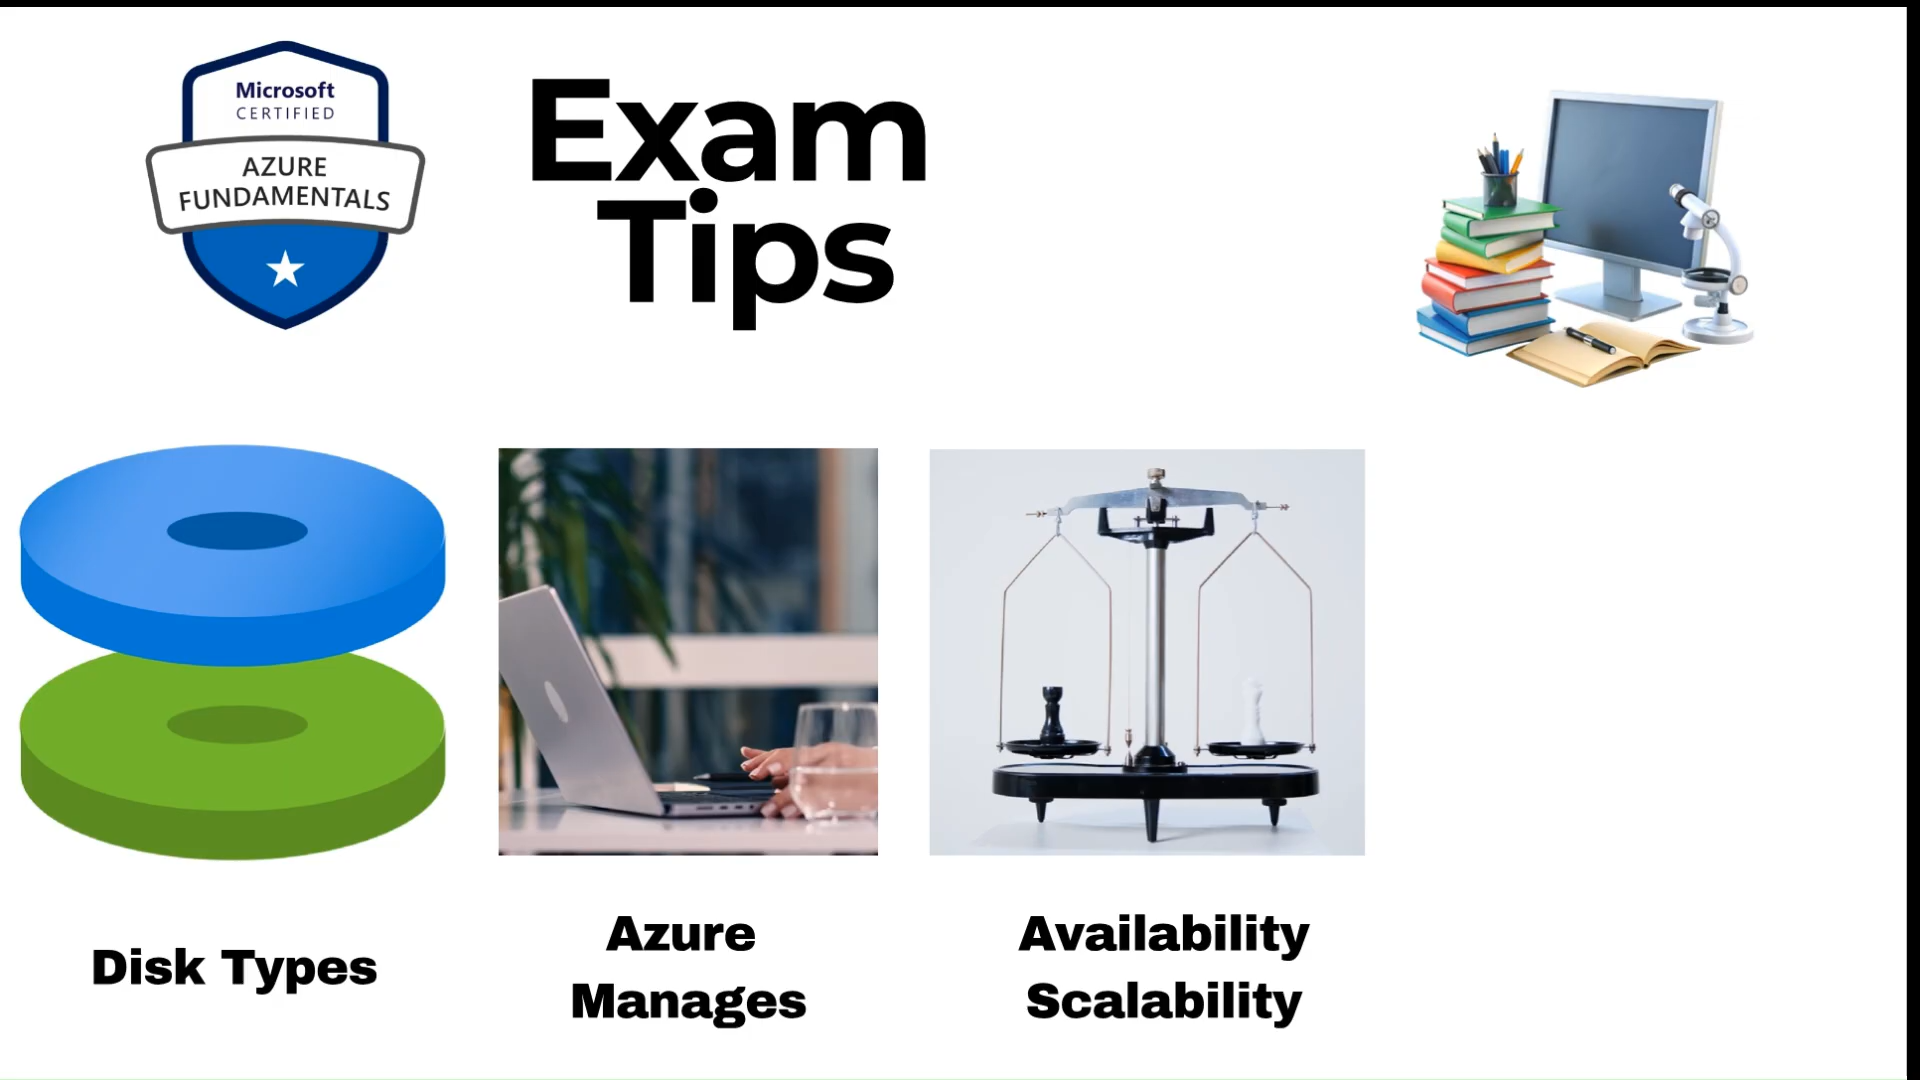 Microsoft
CERTIFIED
AZURE
FUNDAMENTALS
Exam
Tips
Disk Types
Azure
Manages
Availability
Scalability